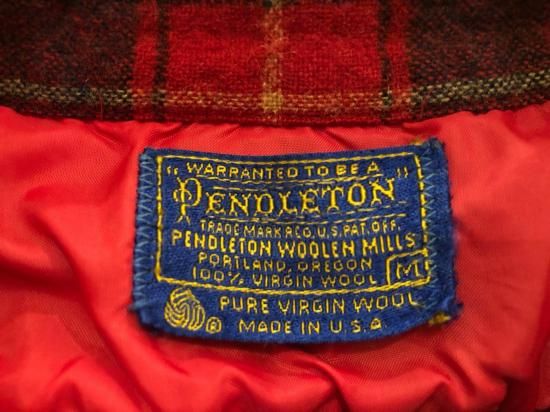 "WARRANTED TO BE A
PENDLETON"
TRADE MARK REG. U.S. PAT. OFF.
PENDLETON WOOLEN MILLS
PORTLAND, OREGON
100% VIRGIN WOOL M
® PURE VIRGIN WOOL
MADE IN U.S.A